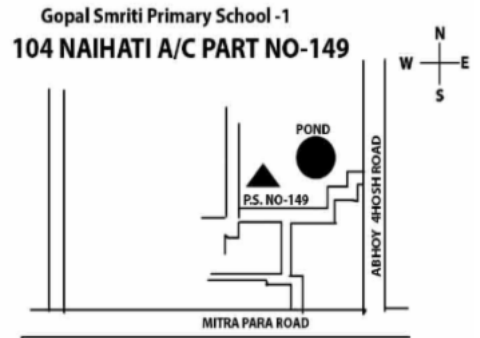 Gopal Smriti Primary School -1
104 NAIHATI A/C PART NO-149
N
W E
S
POND
P.S. NO-149
ABHOY 4HOSH ROAD
MITRA PARA ROAD